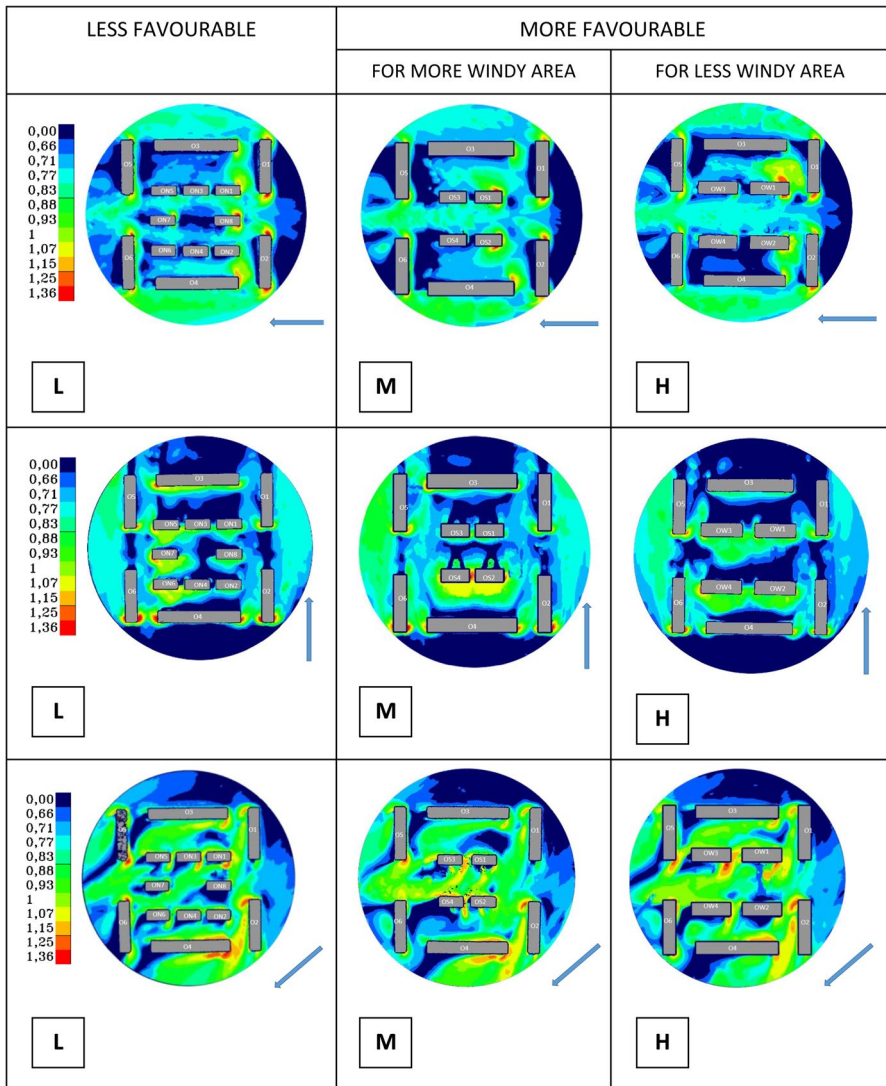 LESS FAVOURABLE
MORE FAVOURABLE
FOR MORE WINDY AREA
FOR LESS WINDY AREA
0,00
0,66
0,71
0,77
0,83
0,88
0,93
1
1,07
1,15
1,25
1,36
O5 O3 O1
ON5 ON3 ON1
ON7 ON8
ON6 ON4 ON2
O6 O4 O2
L
O5 O3 O2
OS3 OS1
OS4 OS2
O6 O4 O2
M
O5 O3 O1
OW3 OW1
OW4 OW2
O6 O4 O2
H
0,00
0,66
0,71
0,77
0,83
0,88
0,93
1
1,07
1,15
1,25
1,36
O5 O3 O1
ON5 ON3 ON1
ON7 ON8
ON6 ON4 ON2
O6 O4 O2
L
O5 O3 O1
OS3 OS1
OS4 OS2
O6 O4 O2
M
O5 O3 O1
OW3 OW1
OW4 OW2
O6 O4 O2
H
0,00
0,66
0,71
0,77
0,83
0,88
0,93
1
1,07
1,15
1,25
1,36
O3 O1
ON5 ON3 ON1
ON7 ON8
ON6 ON4 ON2
O6 O4 O2
L
O5 O3 O1
OS3 OS1
OS4 OS2
O6 O4 O2
M
O5 O3 O1
OW3 OW1
OW4 OW2
O6 O4 O2
H